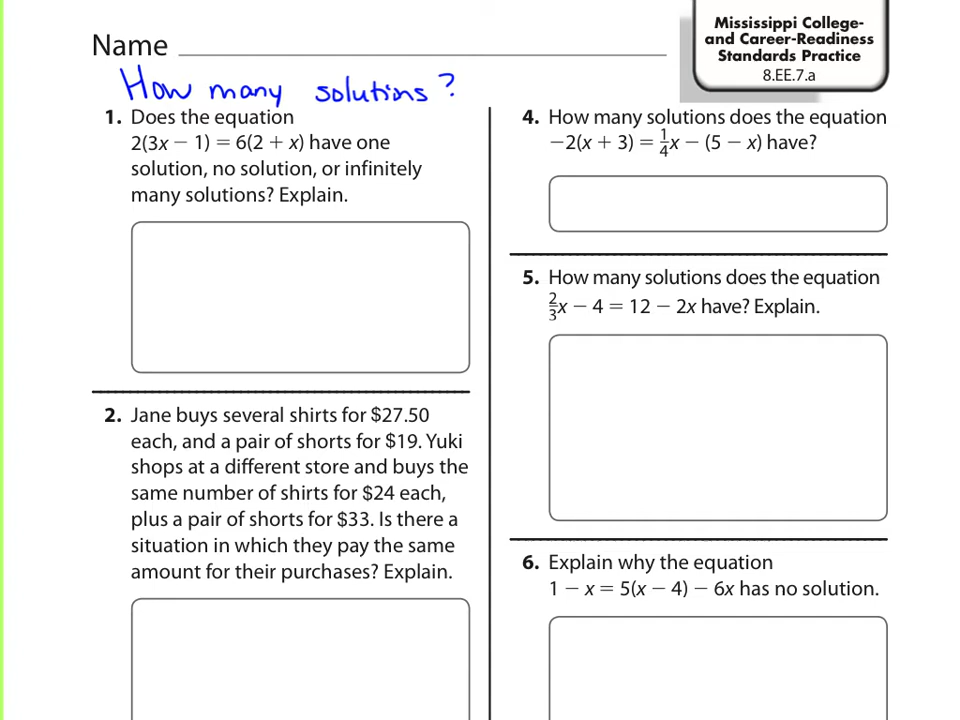 Name
Mississippi College-
and Career-Readiness
Standards Practice
8.EE.7.a
How many solutions?
1. Does the equation
2(3x − 1) = 6(2 + x) have one
solution, no solution, or infinitely
many solutions? Explain.
2. Jane buys several shirts for $27.50
each, and a pair of shorts for $19. Yuki
shops at a different store and buys the
same number of shirts for $24 each,
plus a pair of shorts for $33. Is there a
situation in which they pay the same
amount for their purchases? Explain.
4. How many solutions does the equation
−2(x + 3) = 1/4x − (5 − x) have?
5. How many solutions does the equation
2/3x − 4 = 12 − 2x have? Explain.
6. Explain why the equation
1 − x = 5(x − 4) − 6x has no solution.